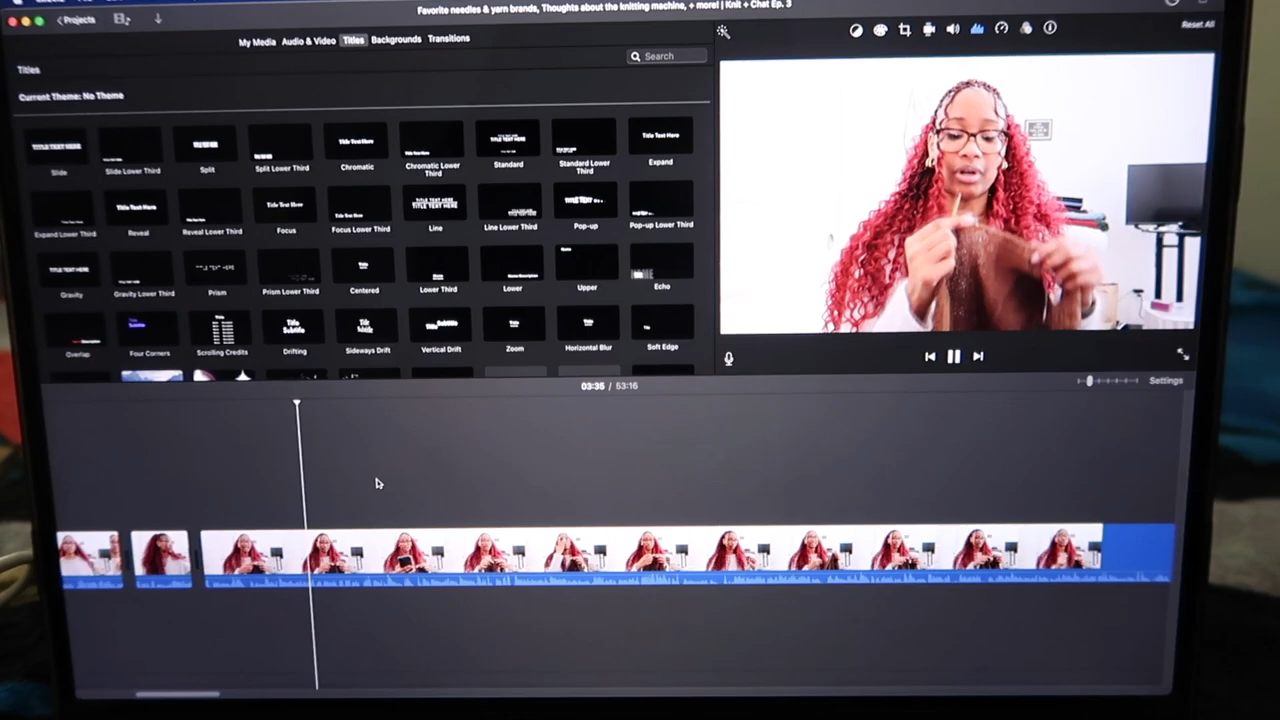 Favorite needles & yarn brands, Thoughts about the knitting machine, + more! | Knit + Chat Ep. 3
Projects
My Media Audio & Video Titles Backgrounds Transitions
Reset All
Search
Titles
Current Theme: No Theme
Slide Slide Lower Third Split Split Lower Third Chromatic Chromatic Lower Third Standard Standard Lower Third Expand
Expand Lower Third Reveal Reveal Lower Third Focus Focus Lower Third Line Line Lower Third Pop-up Pop-up Lower Third
Gravity Gravity Lower Third Prism Prism Lower Third Centered Lower Third Lower Upper Echo
Overlap Four Corners Scrolling Credits Drifting Sideways Drift Vertical Drift Zoom Horizontal Blur Soft Edge
03:35 / 53:16
Settings